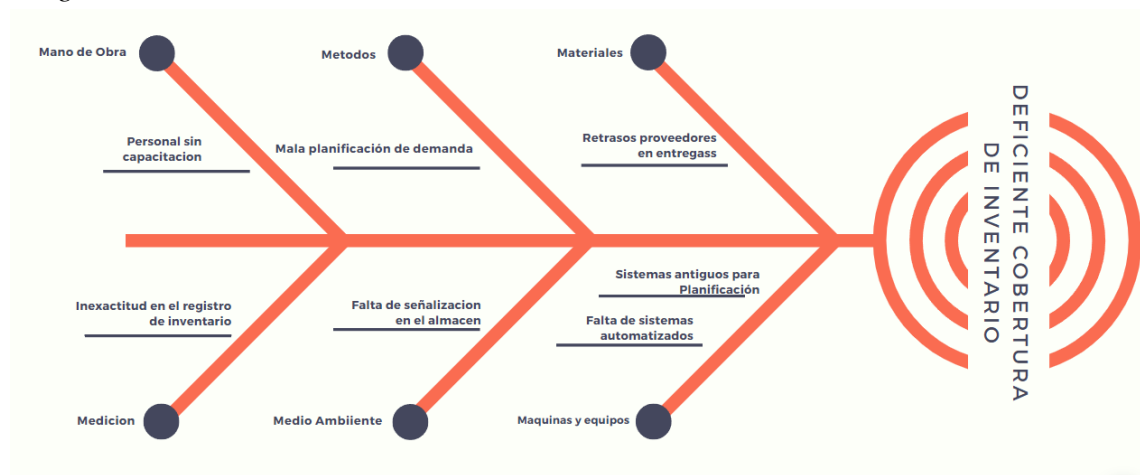 Mano de Obra
Metodos
Materiales
Personal sin
capacitacion
Mala planificación de demanda
Retrasos proveedores
en entregass
DEFICIENTE COBERTURA
DE INVENTARIO
Sistemas antiguos para
Planificación
Inexactitud en el registro
de inventario
Falta de señalizacion
en el almacen
Falta de sistemas
automatizados
Medicion
Medio Ambiiente
Maquinas y equipos